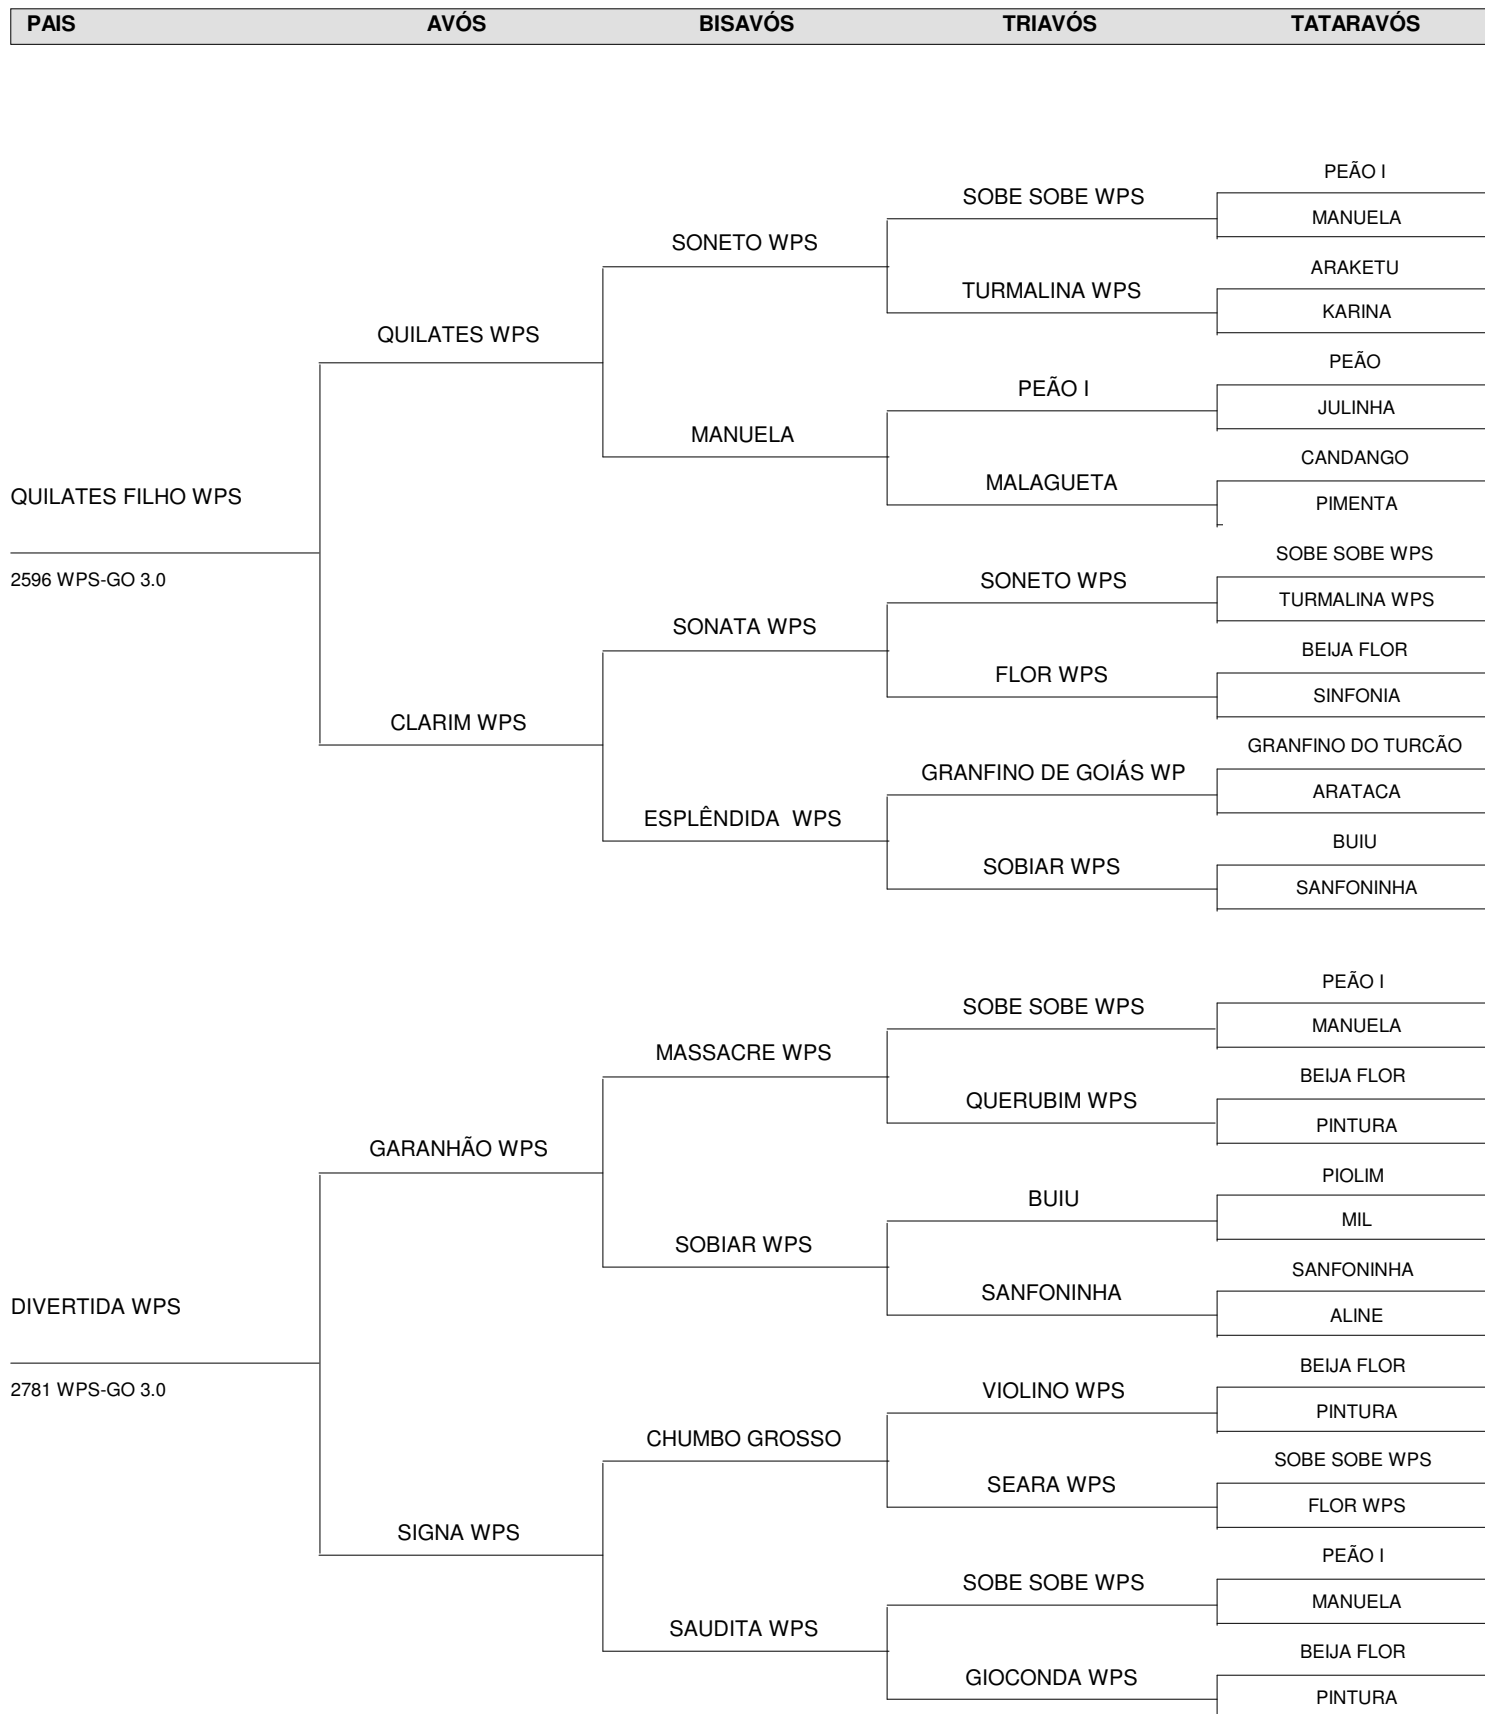 PAIS AVÓS BISAVÓS TRIAVÓS TATARAVÓS
PEÃO I
SOBE SOBE WPS
MANUELA
SONETO WPS
ARAKETU
TURMALINA WPS
KARINA
QUILATES WPS
PEÃO
PEÃO I
JULINHA
MANUELA
CANDANGO
MALAGUETA
QUILATES FILHO WPS
PIMENTA
SOBE SOBE WPS
2596 WPS-GO 3.0
SONETO WPS
TURMALINA WPS
SONATA WPS
BEIJA FLOR
FLOR WPS
SINFONIA
CLARIM WPS
GRANFINO DO TURCÃO
GRANFINO DE GOIÁS WP
ARATACA
ESPLÊNDIDA  WPS
BUIU
SOBIAR WPS
SANFONINHA
PEÃO I
SOBE SOBE WPS
MANUELA
MASSACRE WPS
BEIJA FLOR
QUERUBIM WPS
PINTURA
GARANHÃO WPS
PIOLIM
BUIU
MIL
SOBIAR WPS
SANFONINHA
SANFONINHA
DIVERTIDA WPS
ALINE
BEIJA FLOR
2781 WPS-GO 3.0
VIOLINO WPS
PINTURA
CHUMBO GROSSO
SOBE SOBE WPS
SEARA WPS
FLOR WPS
SIGNA WPS
PEÃO I
SOBE SOBE WPS
MANUELA
SAUDITA WPS
BEIJA FLOR
GIOCONDA WPS
PINTURA